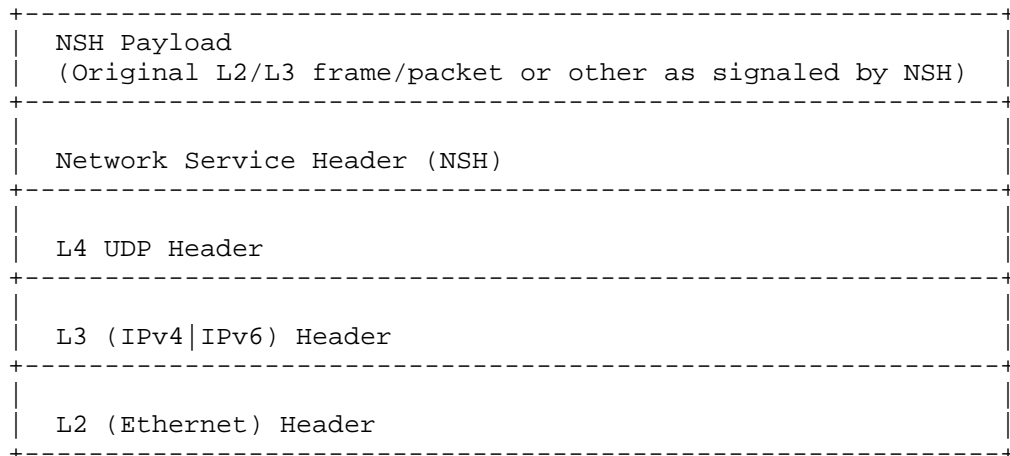 NSH Payload
(Original L2/L3 frame/packet or other as signaled by NSH)
Network Service Header (NSH)
L4 UDP Header
L3 (IPv4|IPv6) Header
L2 (Ethernet) Header